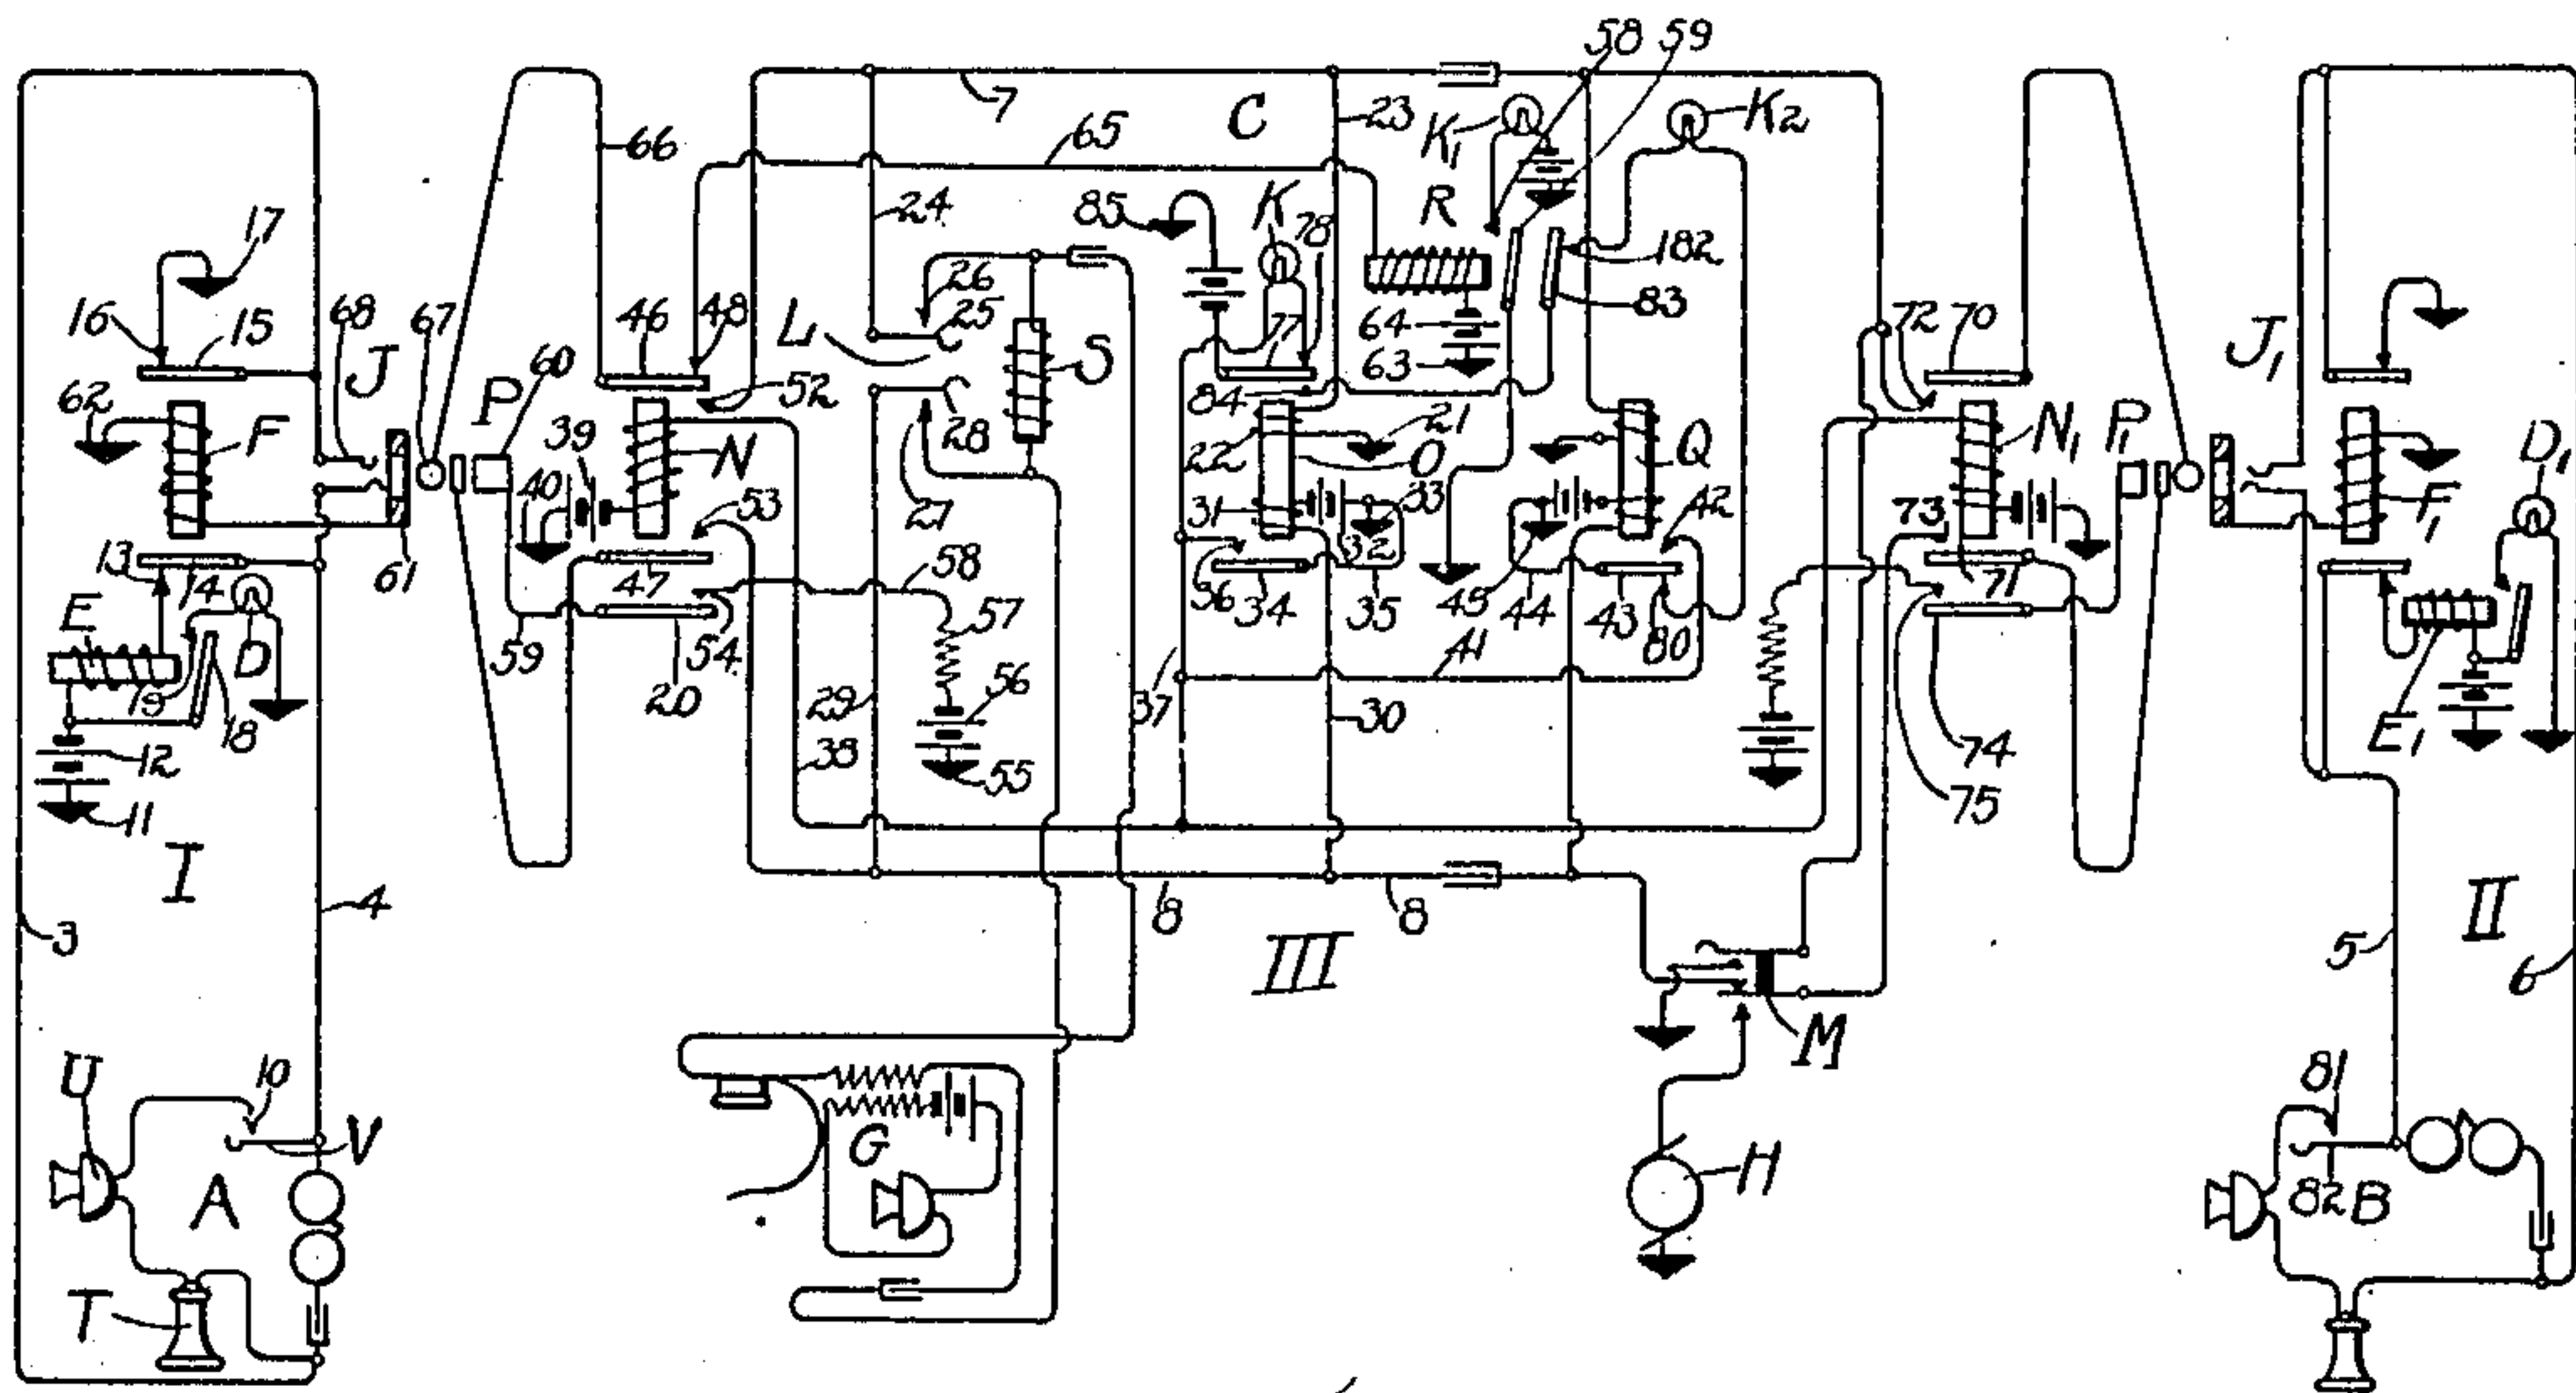 58 59
7 C 23 K1 K2
66 65
17 24 85 K 78 R 182 J1
16 15 68 J 67 46 48 L 26 25 77 83 72 70
62 F P 60 52 S 64 63 84
39 N 28 22 21 O Q N1 P1 F1 D1
40 53 27 31 33 42 73
13 14 61 47 58 36 34 32 35 45 44 43 80 71
E D 59 54 57 41
19 18 20 29 56 37 30 74 E1
12 38 55 75
11
I
3 4 8 8 5 II 6
III
M
U 10 V 81
A G H 82 B
T